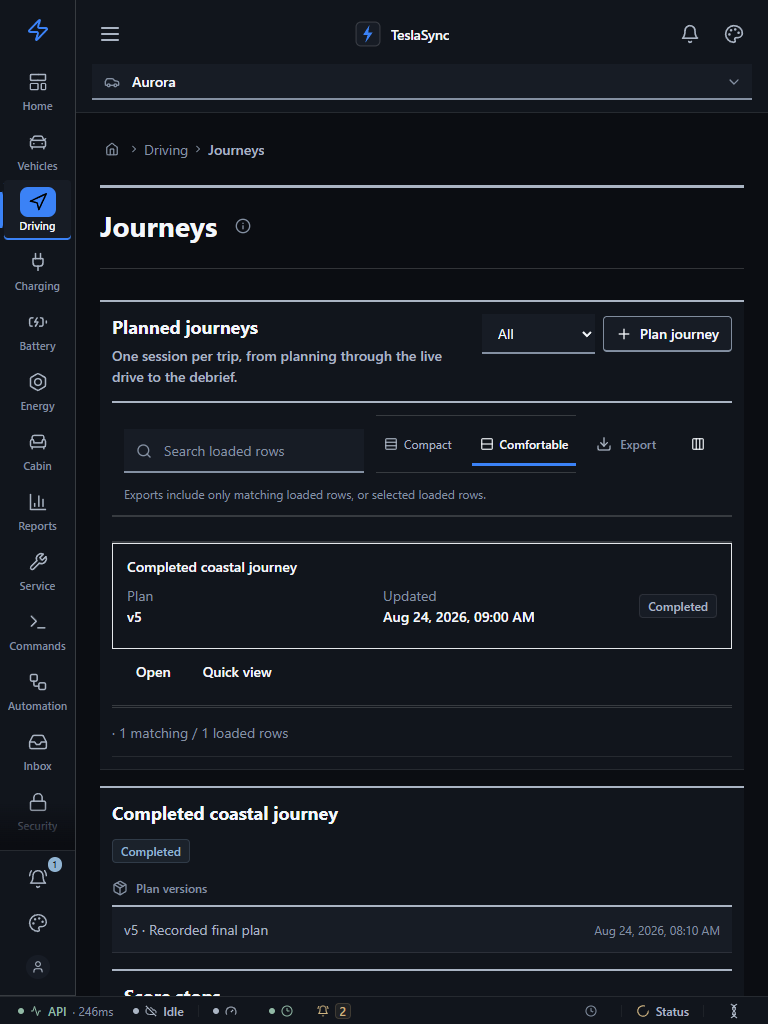 TeslaSync
Aurora
Home
Vehicles
Driving
Charging
Battery
Energy
Cabin
Reports
Service
Commands
Automation
Inbox
Security
1
Driving
Journeys
Journeys
Planned journeys
One session per trip, from planning through the live
drive to the debrief.
All
Plan journey
Search loaded rows
Compact
Comfortable
Export
Exports include only matching loaded rows, or selected loaded rows.
Completed coastal journey
Plan
v5
Updated
Aug 24, 2026, 09:00 AM
Completed
Open
Quick view
· 1 matching / 1 loaded rows
Completed coastal journey
Completed
Plan versions
v5 · Recorded final plan
Aug 24, 2026, 08:10 AM
API · 246ms
Idle
2
Status